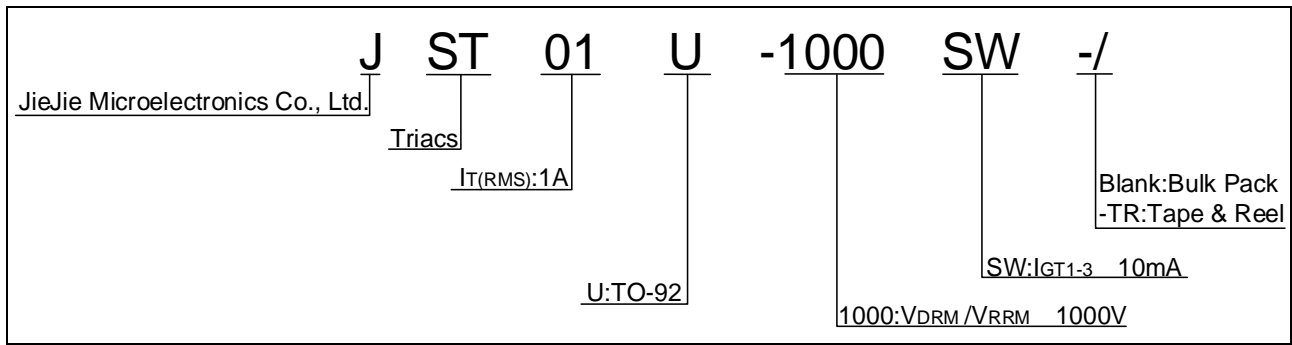 J ST 01 U -1000 SW -/
JieJie Microelectronics Co., Ltd.
Triacs
IT(RMS):1A
Blank:Bulk Pack
-TR:Tape & Reel
SW:IGT1-3 10mA
U:TO-92
1000:VDRM/VRRM 1000V